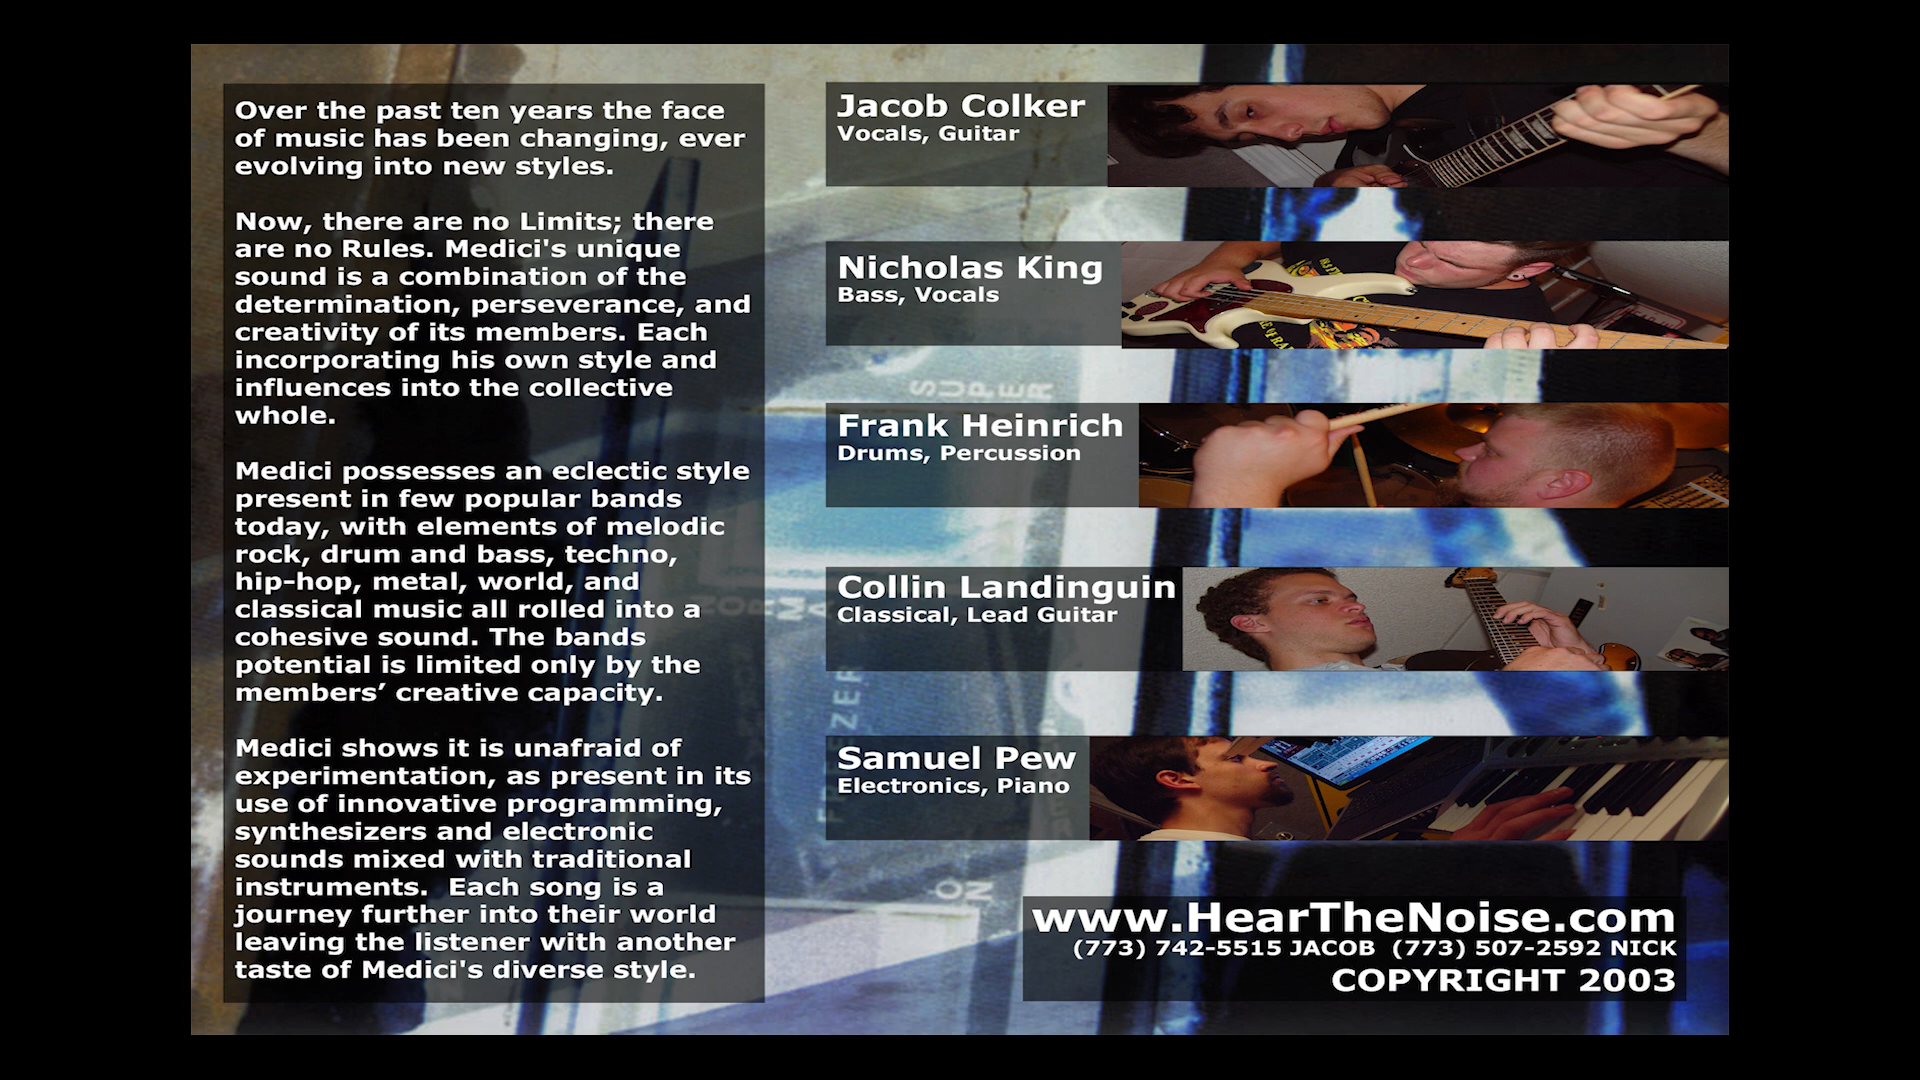 Over the past ten years the face
of music has been changing, ever
evolving into new styles.
Now, there are no Limits; there
are no Rules. Medici's unique
sound is a combination of the
determination, perseverance, and
creativity of its members. Each
incorporating his own style and
influences into the collective
whole.
Medici possesses an eclectic style
present in few popular bands
today, with elements of melodic
rock, drum and bass, techno,
hip-hop, metal, world, and
classical music all rolled into a
cohesive sound. The bands
potential is limited only by the
members’ creative capacity.
Medici shows it is unafraid of
experimentation, as present in its
use of innovative programming,
synthesizers and electronic
sounds mixed with traditional
instruments.  Each song is a
journey further into their world
leaving the listener with another
taste of Medici's diverse style.
Jacob Colker
Vocals, Guitar
Nicholas King
Bass, Vocals
Frank Heinrich
Drums, Percussion
Collin Landinguin
Classical, Lead Guitar
Samuel Pew
Electronics, Piano
www.HearTheNoise.com
(773) 742-5515 JACOB  (773) 507-2592 NICK
COPYRIGHT 2003
SUPER
ON